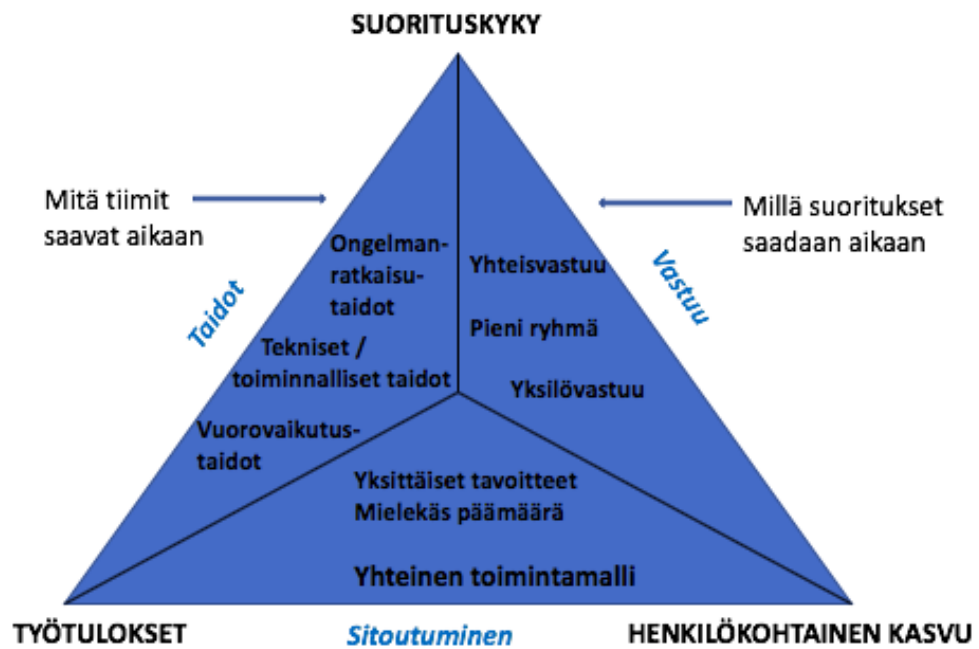 SUORITUSKYKY
Mitä tiimit
saavat aikaan
Millä suoritukset
saadaan aikaan
Taidot
Vastuu
Ongelman-
ratkaisu-
taidot
Tekniset /
toiminnalliset taidot
Vuorovaikutus-
taidot
Yhteisvastuu
Pieni ryhmä
Yksilövastuu
Yksittäiset tavoitteet
Mielekäs päämäärä
Yhteinen toimintamalli
TYÖTULOKSET
Sitoutuminen
HENKILÖKOHTAINEN KASVU